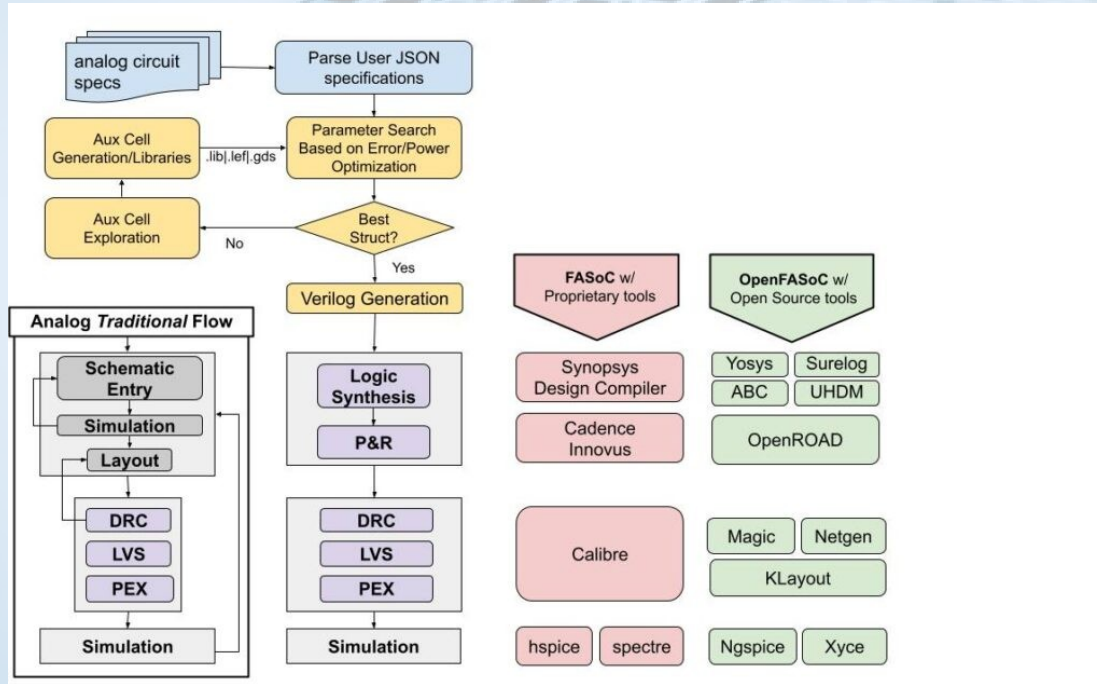 analog circuit
specs
Parse User JSON
specifications
Aux Cell
Generation/Libraries
.lib|.lef|.gds
Parameter Search
Based on Error/Power
Optimization
Aux Cell
Exploration
No
Best
Struct?
Yes
Verilog Generation
Analog Traditional Flow
Schematic
Entry
Simulation
Layout
DRC
LVS
PEX
Simulation
Logic
Synthesis
P&R
DRC
LVS
PEX
Simulation
FASoC w/
Proprietary tools
Synopsys
Design Compiler
Cadence
Innovus
Calibre
hspice
spectre
OpenFASoC w/
Open Source tools
Yosys
Surelog
ABC
UHDM
OpenROAD
Magic
Netgen
KLayout
Ngspice
Xyce